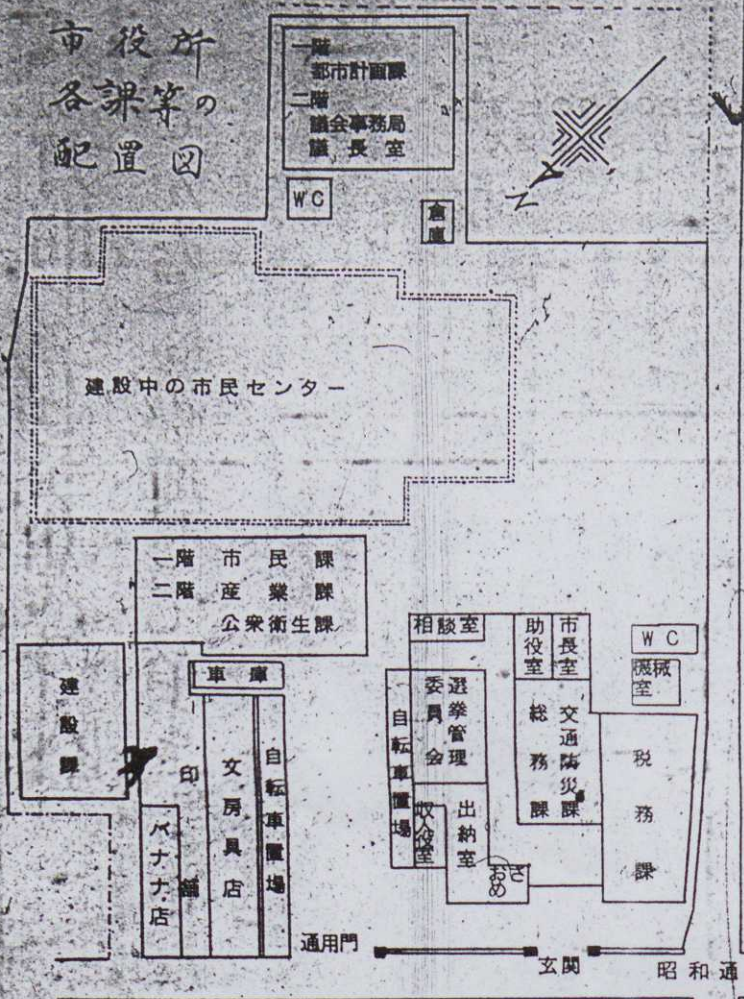 市役所
各課等の
配置図
一階
都市計画課
二階
議会事務局
議長室
WC
倉庫
N
建設中の市民センター
一階 市民課
二階 産業課
公衆衛生課
建設課
車庫
印舗
バナナ店
文房具店
自転車置場
相談室
助役室
市長室
WC
機械室
自転車置場
選挙管理
委員会
総務課
交通防災課
税務課
収入役室
出納室
通用門
玄関
昭和通